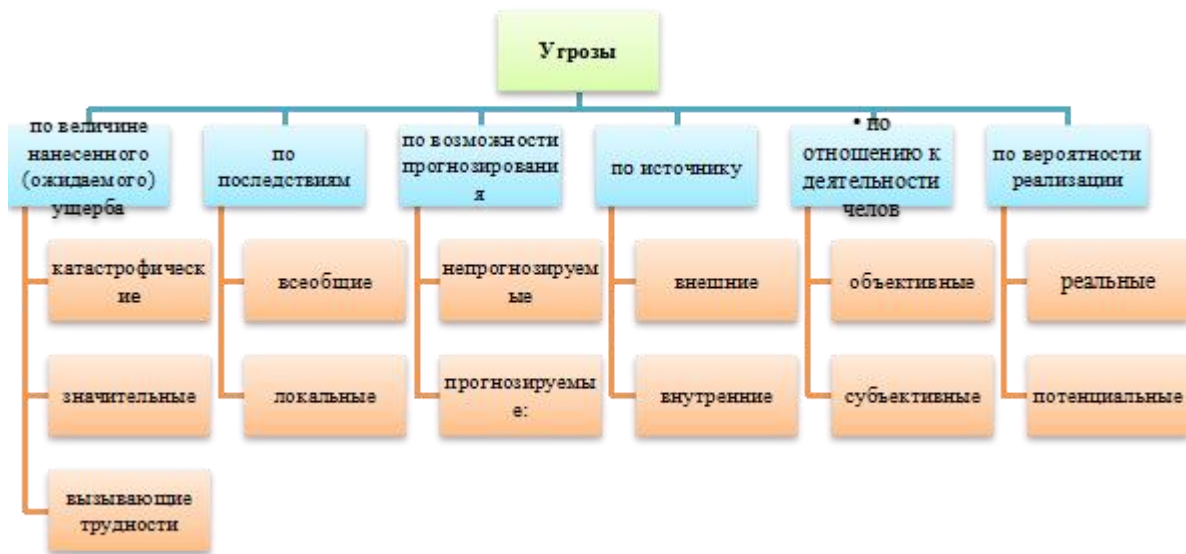 Угрозы
по величине
нанесенного
(ожидаемого)
ущерба
по
последствиям
по возможности
прогнозировани
я
по источнику
• по
отношению к
деятельности
челов
по вероятности
реализации
катастрофическ
ие
всеобщие
непрогнозируем
ые
внешние
объективные
реальные
значительные
локальные
прогнозируемы
е:
внутренние
субъективные
потенциальные
вызывающие
трудности